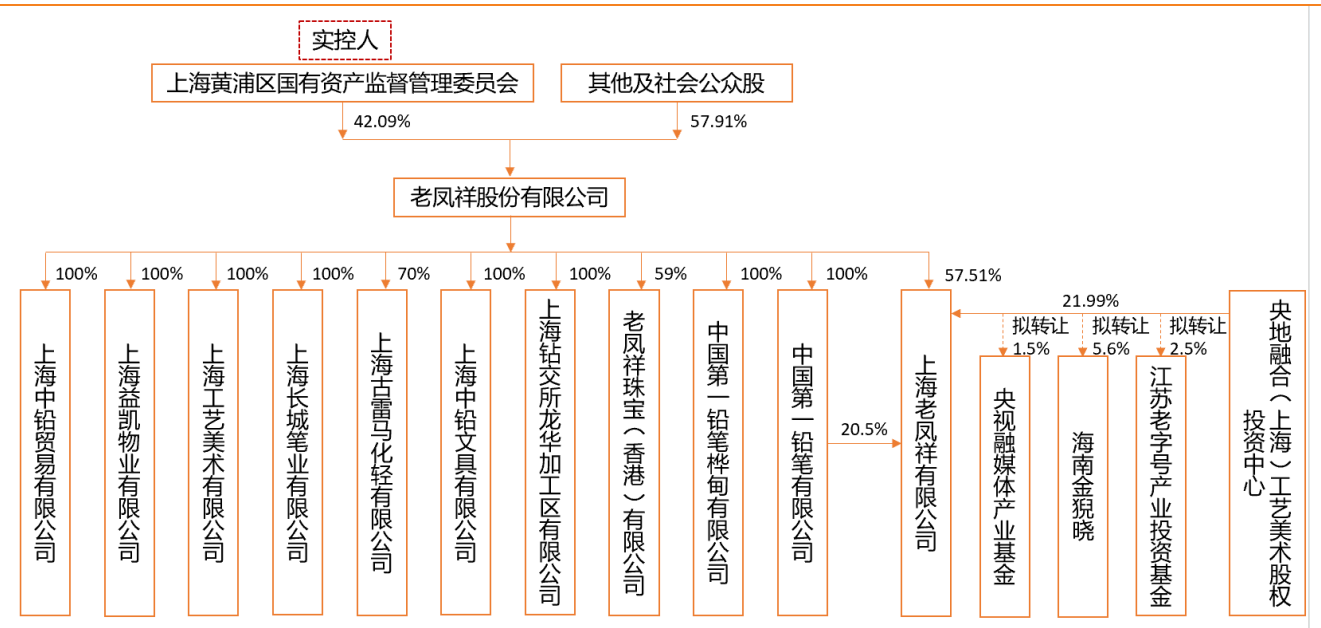 实控人
上海黄浦区国有资产监督管理委员会
其他及社会公众股
42.09%
57.91%
老凤祥股份有限公司
100%
100%
100%
100%
70%
100%
100%
59%
100%
100%
57.51%
21.99%
拟转让
1.5%
拟转让
5.6%
拟转让
2.5%
20.5%
上海中铅贸易有限公司
上海益凯物业有限公司
上海工艺美术有限公司
上海长城笔业有限公司
上海古雷马化轻有限公司
上海中铅文具有限公司
上海钻交所龙华加工区有限公司
老凤祥珠宝（香港）有限公司
中国第一铅笔桦甸有限公司
中国第一铅笔有限公司
上海老凤祥有限公司
央视融媒体产业基金
海南金猊晓
江苏老字号产业投资基金
央地融合（上海）工艺美术股权
投资中心